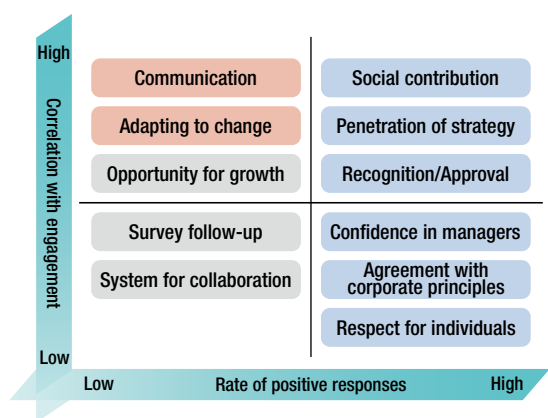 High
Correlation with engagement
Low
Communication
Social contribution
Adapting to change
Penetration of strategy
Opportunity for growth
Recognition/Approval
Survey follow-up
Confidence in managers
System for collaboration
Agreement with
corporate principles
Respect for individuals
Low
Rate of positive responses
High